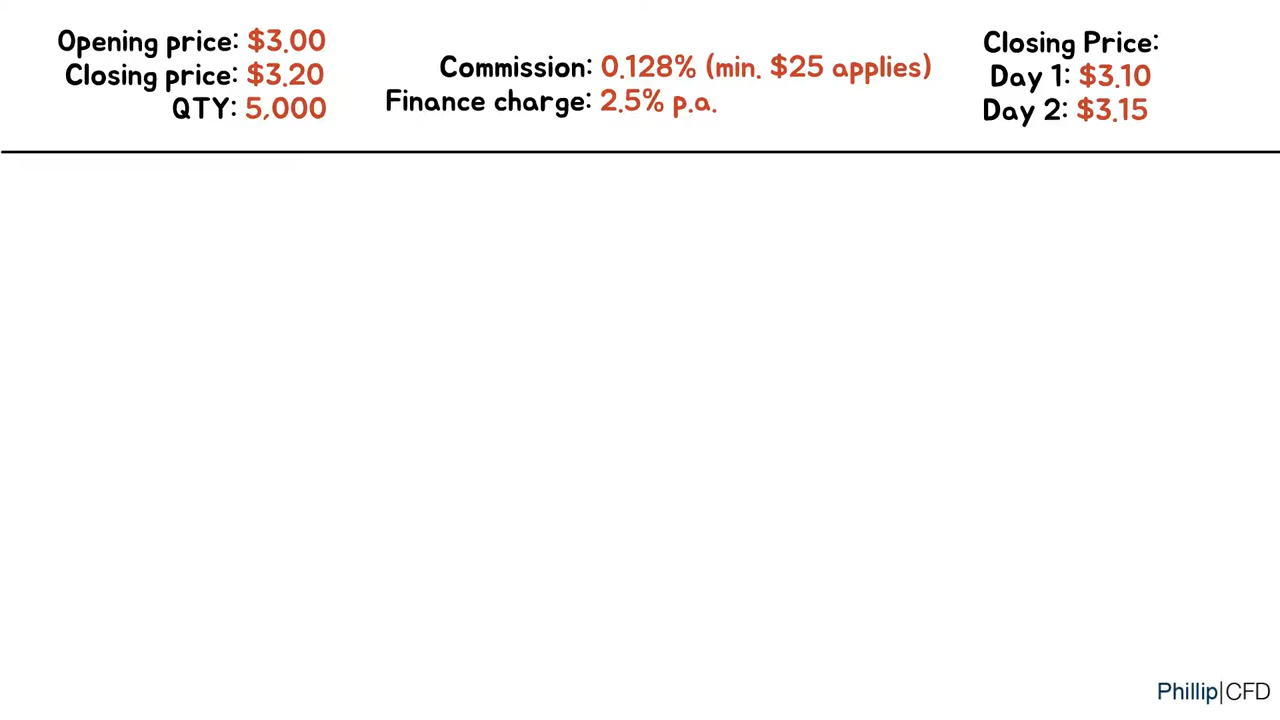 Opening price: $3.00
Closing price: $3.20
QTY: 5,000
Commission: 0.128% (min. $25 applies)
Finance charge: 2.5% p.a.
Closing Price:
Day 1: $3.10
Day 2: $3.15
Phillip|CFD